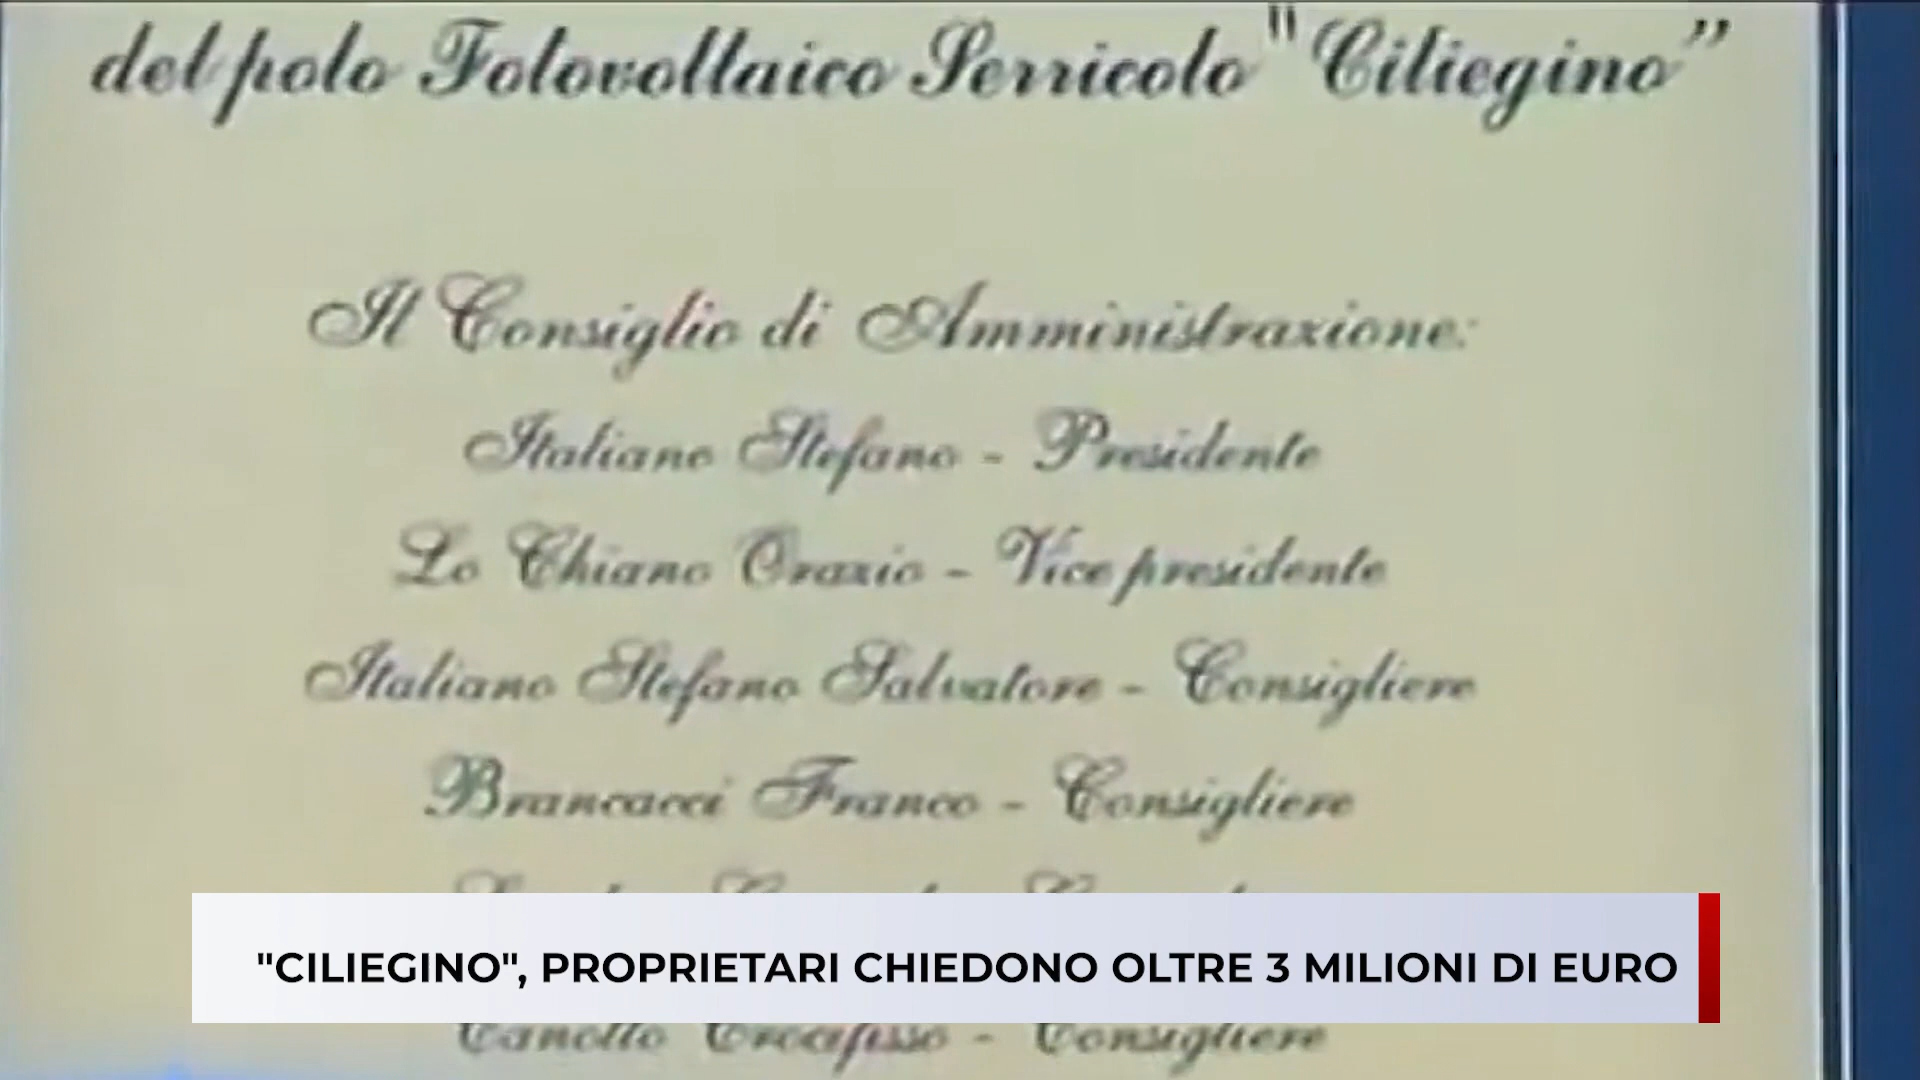 del polo Fotovoltaico Serricolo "Ciliegino"
Il Consiglio di Amministrazione:
Italiano Stefano - Presidente
Lo Chiano Orazio - Vice presidente
Italiano Stefano Salvatore - Consigliere
Brancacci Franco - Consigliere
"CILIEGINO", PROPRIETARI CHIEDONO OLTRE 3 MILIONI DI EURO
Crocifisso - Consigliere